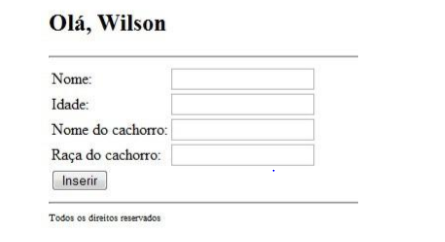 Olá, Wilson
Nome:
Idade:
Nome do cachorro:
Raça do cachorro:
Inserir
Todos os direitos reservados